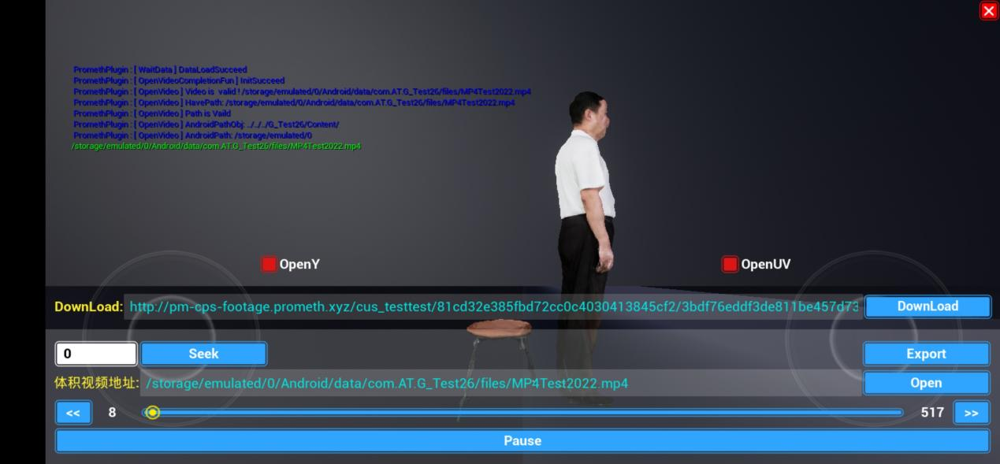 PromethPlugin : [ WaitData ] DataLoadSucceed
PromethPlugin : [ OpenVideoCompletionFun ] InitSucceed
PromethPlugin : [ OpenVideo ] Video is valid ! /storage/emulated/0/Android/data/com.AT.G_Test26/files/MP4Test2022.mp4
PromethPlugin : [ OpenVideo ] HavePath: /storage/emulated/0/Android/data/com.AT.G_Test26/files/MP4Test2022.mp4
PromethPlugin : [ OpenVideo ] Path is Vaild
PromethPlugin : [ OpenVideo ] AndroidPathObj: ../../../G_Test26/Content/
PromethPlugin : [ OpenVideo ] AndroidPath: /storage/emulated/0
/storage/emulated/0/Android/data/com.AT.G_Test26/files/MP4Test2022.mp4
OpenY OpenUV
DownLoad: http://pm-cps-footage.prometh.xyz/cus_testtest/81cd32e385fbd72cc0c4030413845cf2/3bdf76eddf3de811be457d73 DownLoad
0 Seek Export
体积视频地址: /storage/emulated/0/Android/data/com.AT.G_Test26/files/MP4Test2022.mp4 Open
<< 8 517 >>
Pause